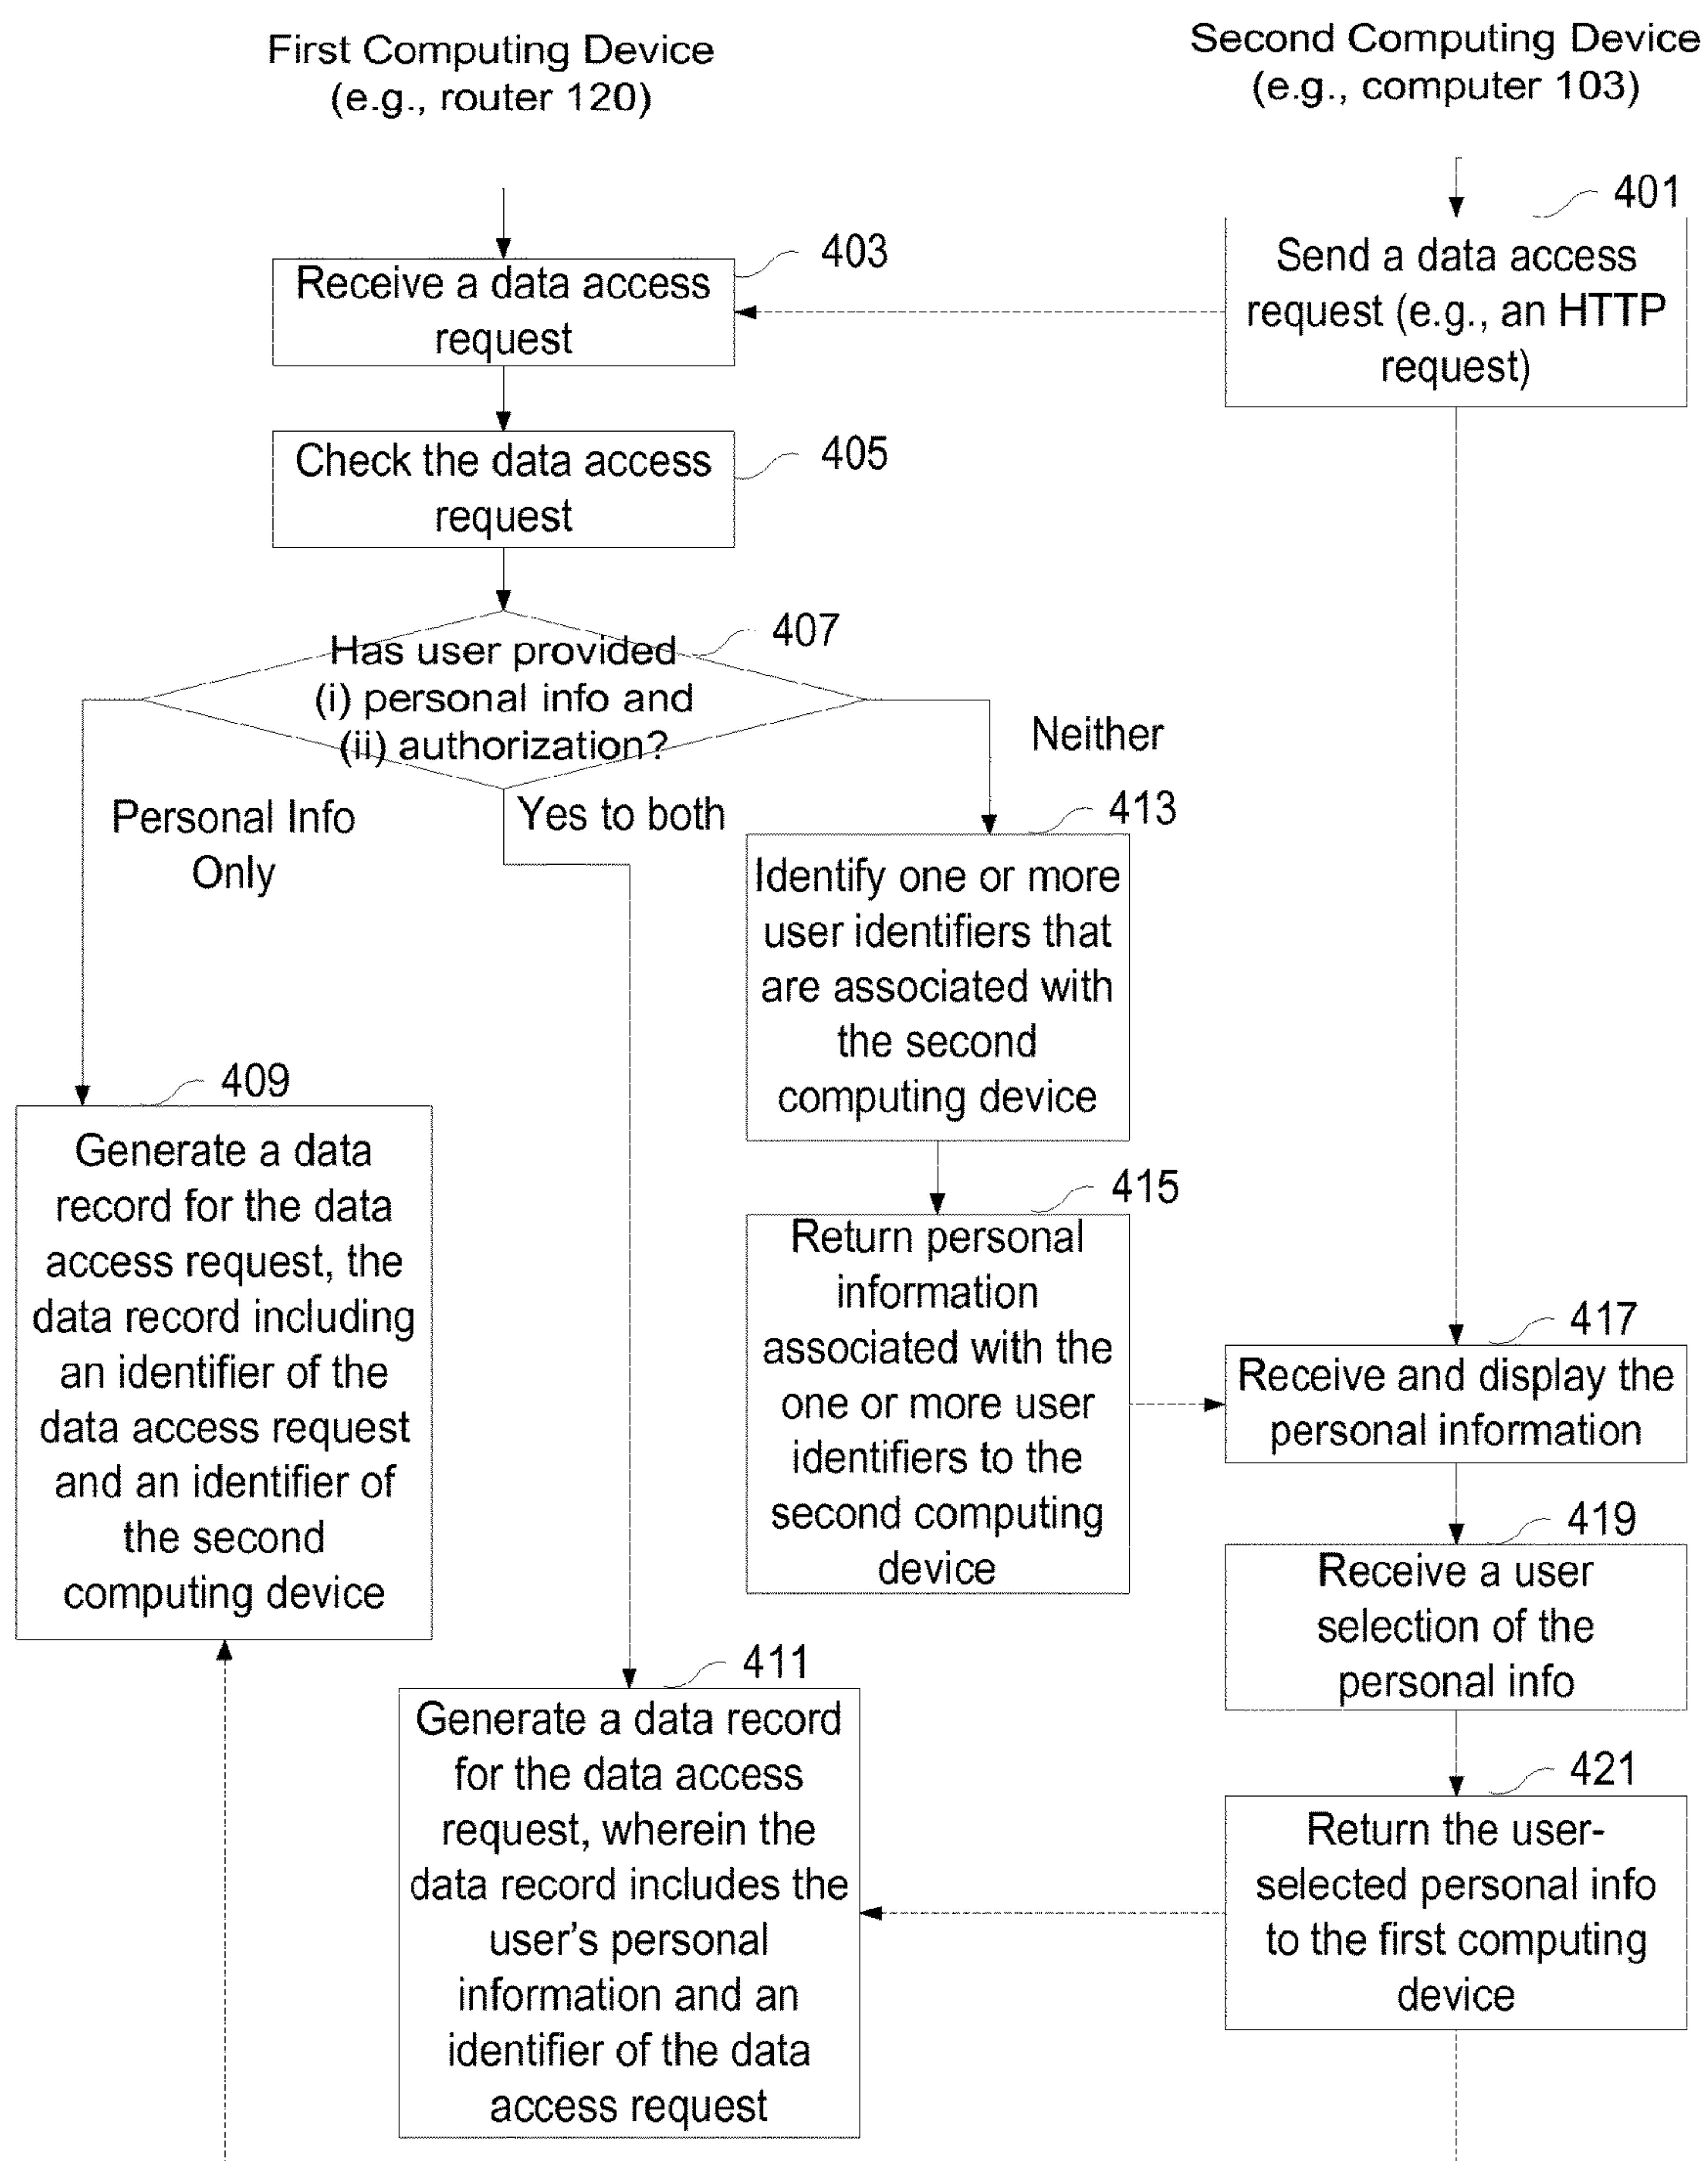 First Computing Device
(e.g., router 120)
Second Computing Device
(e.g., computer 103)
401
Send a data access
request (e.g., an HTTP
request)
403
Receive a data access
request
405
Check the data access
request
407
Has user provided
(i) personal info and
(ii) authorization?
Personal Info
Only
Yes to both
Neither
413
Identify one or more
user identifiers that
are associated with
the second
computing device
409
Generate a data
record for the data
access request, the
data record including
an identifier of the
data access request
and an identifier of
the second
computing device
415
Return personal
information
associated with the
one or more user
identifiers to the
second computing
device
417
Receive and display the
personal information
419
Receive a user
selection of the
personal info
411
Generate a data record
for the data access
request, wherein the
data record includes the
user's personal
information and an
identifier of the data
access request
421
Return the user-
selected personal info
to the first computing
device